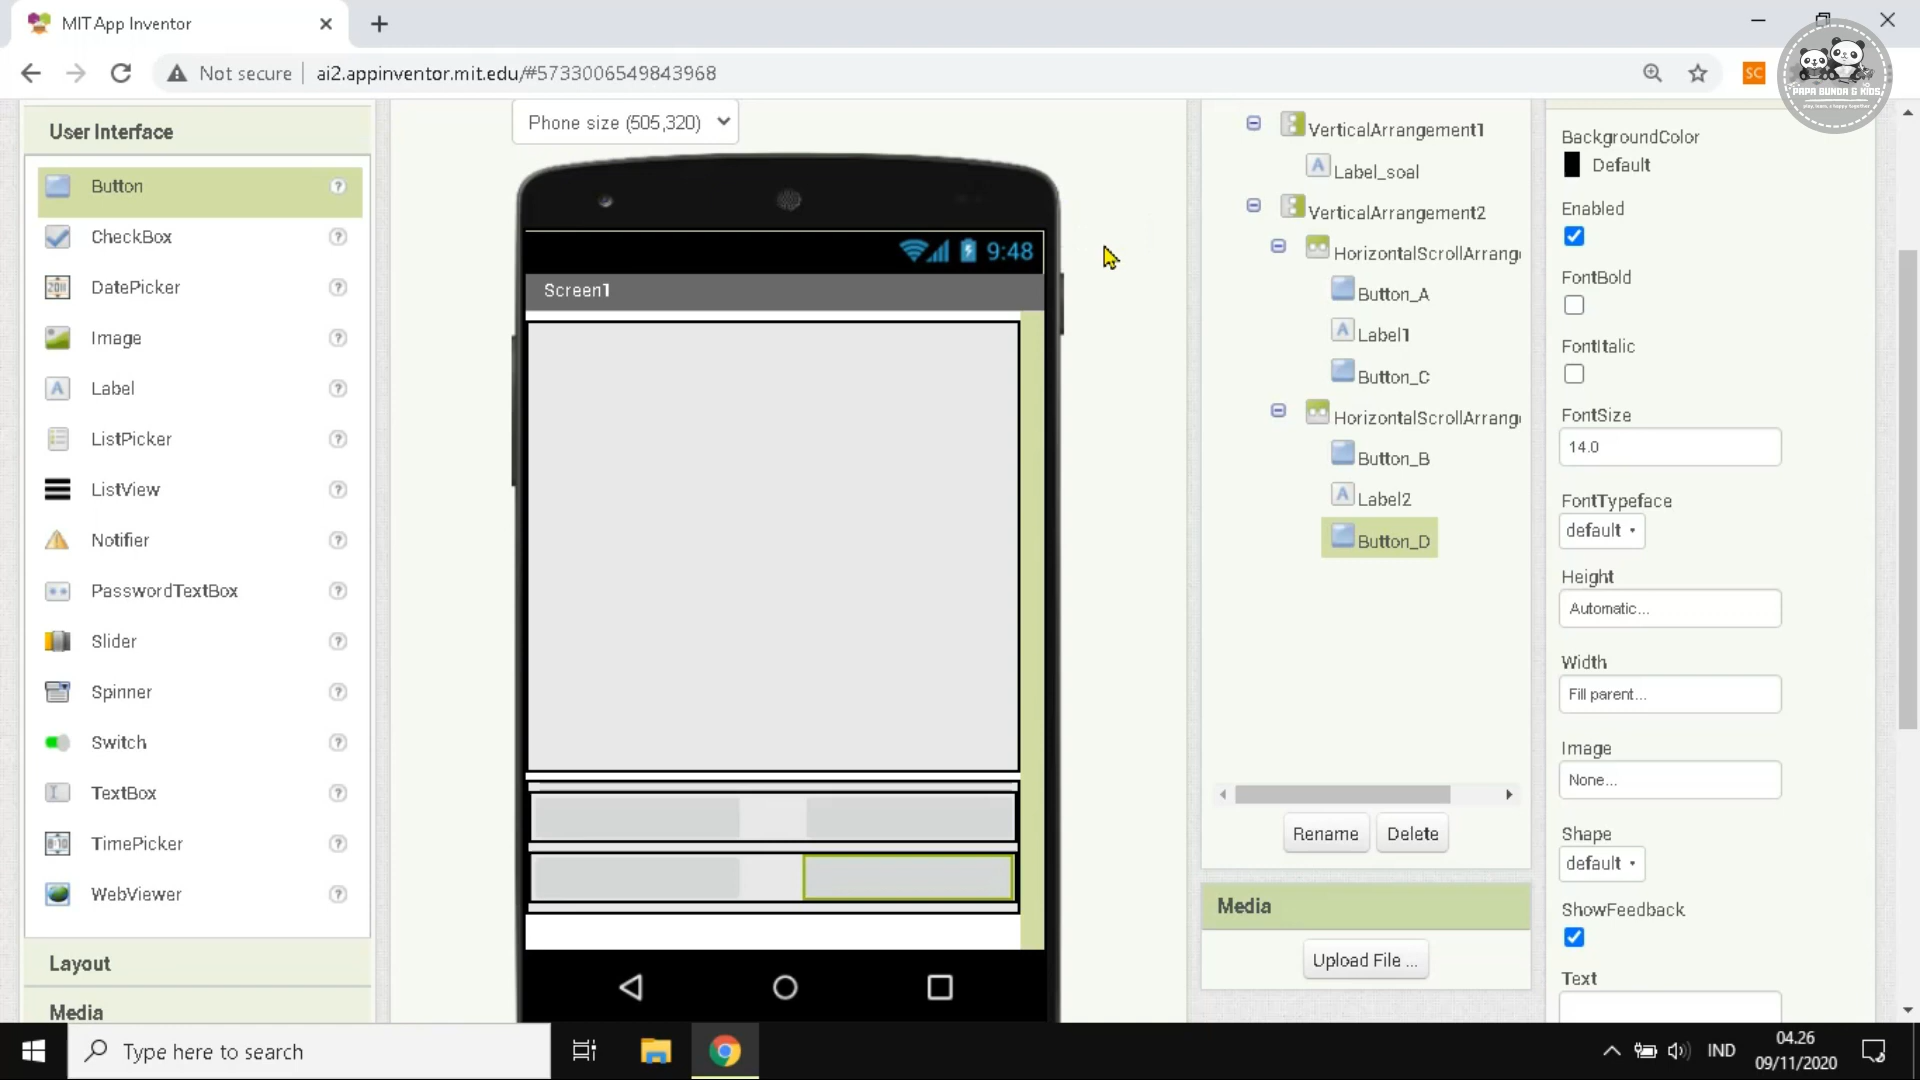 MIT App Inventor
Not secure
ai2.appinventor.mit.edu/#5733006549843968
SC
PAPA BUNDA & KIDS
User Interface
Button
CheckBox
DatePicker
Image
Label
ListPicker
ListView
Notifier
PasswordTextBox
Slider
Spinner
Switch
TextBox
TimePicker
WebViewer
Layout
Media
Phone size (505,320)
9:48
Screen1
VerticalArrangement1
Label_soal
VerticalArrangement2
HorizontalScrollArrang
Button_A
Label1
Button_C
HorizontalScrollArrang
Button_B
Label2
Button_D
Rename
Delete
Media
Upload File ...
BackgroundColor
Default
Enabled
FontBold
FontItalic
FontSize
14.0
FontTypeface
default
Height
Automatic...
Width
Fill parent...
Image
None...
Shape
default
ShowFeedback
Text
Type here to search
IND
04.26
09/11/2020